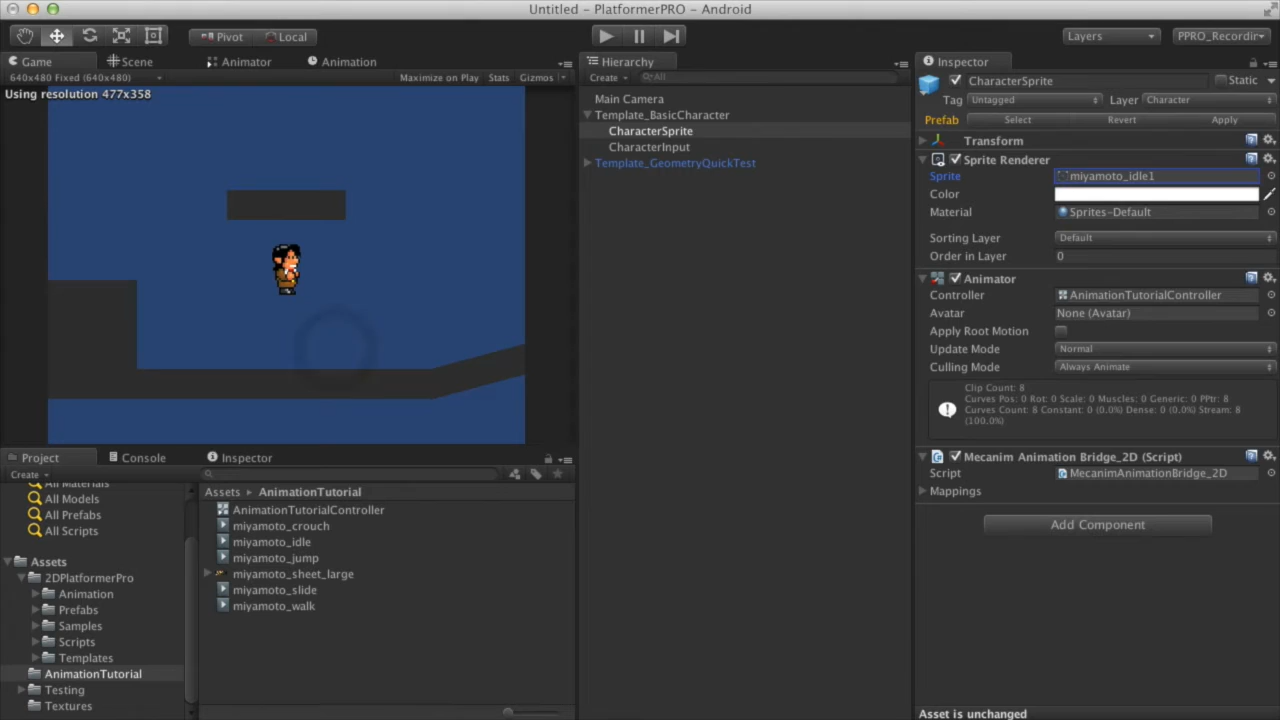 Untitled - PlatformerPRO - Android
Pivot Local Layers PPRO_Recordir
Game Scene Animator Animation
640x480 Fixed (640x480) Maximize on Play Stats Gizmos
Using resolution 477x358
Hierarchy
Create All
Main Camera
Template_BasicCharacter
CharacterSprite
CharacterInput
Template_GeometryQuickTest
Inspector
CharacterSprite Static
Tag Untagged Layer Character
Prefab Select Revert Apply
Transform
Sprite Renderer
Sprite miyamoto_idle1
Color
Material Sprites-Default
Sorting Layer Default
Order in Layer 0
Animator
Controller AnimationTutorialController
Avatar None (Avatar)
Apply Root Motion
Update Mode Normal
Culling Mode Always Animate
Clip Count: 8
Curves Pos: 0 Rot: 0 Scale: 0 Muscles: 0 Generic: 0 PPtr: 8
Curves Count: 8 Constant: 0 (0.0%) Dense: 0 (0.0%) Stream: 8
(100.0%)
Mecanim Animation Bridge_2D (Script)
Script MecanimAnimationBridge_2D
Mappings
Add Component
Asset is unchanged
Project Console Inspector
Create
All Materials
All Models
All Prefabs
All Scripts
Assets
2DPlatformerPro
Animation
Prefabs
Samples
Scripts
Templates
AnimationTutorial
Testing
Textures
Assets AnimationTutorial
AnimationTutorialController
miyamoto_crouch
miyamoto_idle
miyamoto_jump
miyamoto_sheet_large
miyamoto_slide
miyamoto_walk